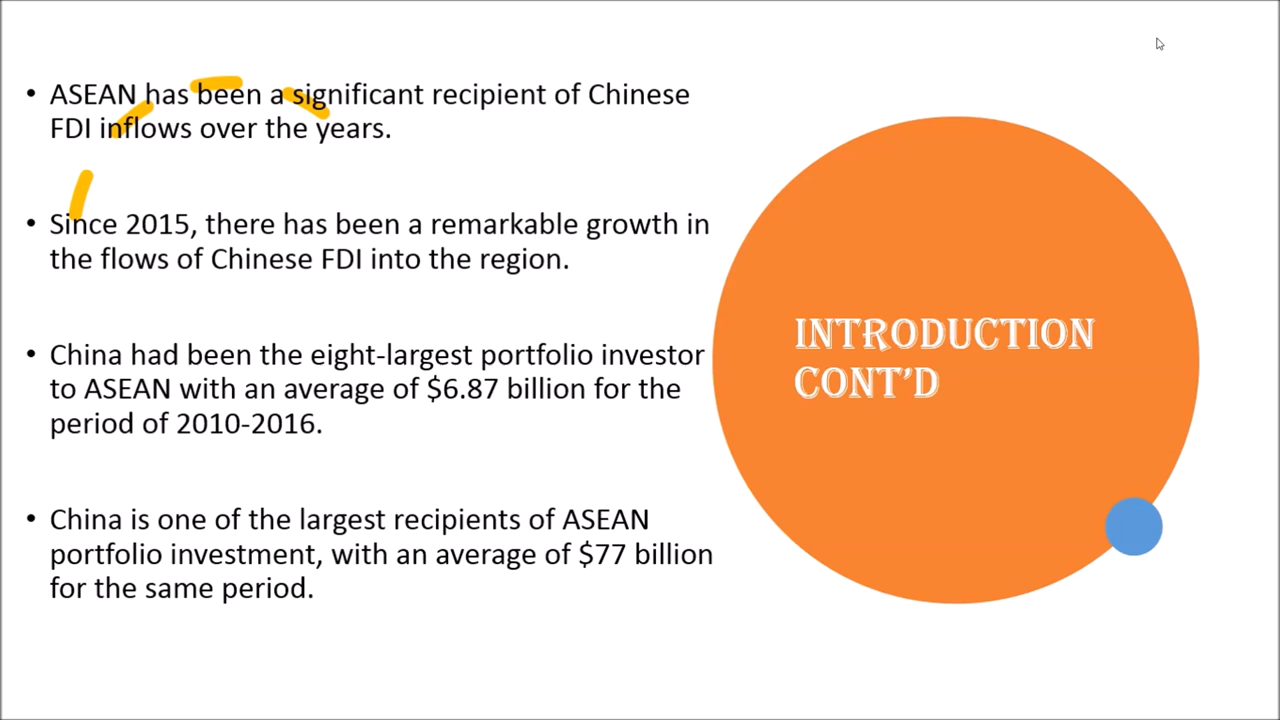 • ASEAN has been a significant recipient of Chinese
FDI inflows over the years.
• Since 2015, there has been a remarkable growth in
the flows of Chinese FDI into the region.
• China had been the eight-largest portfolio investor
to ASEAN with an average of $6.87 billion for the
period of 2010-2016.
• China is one of the largest recipients of ASEAN
portfolio investment, with an average of $77 billion
for the same period.
INTRODUCTION
CONT'D